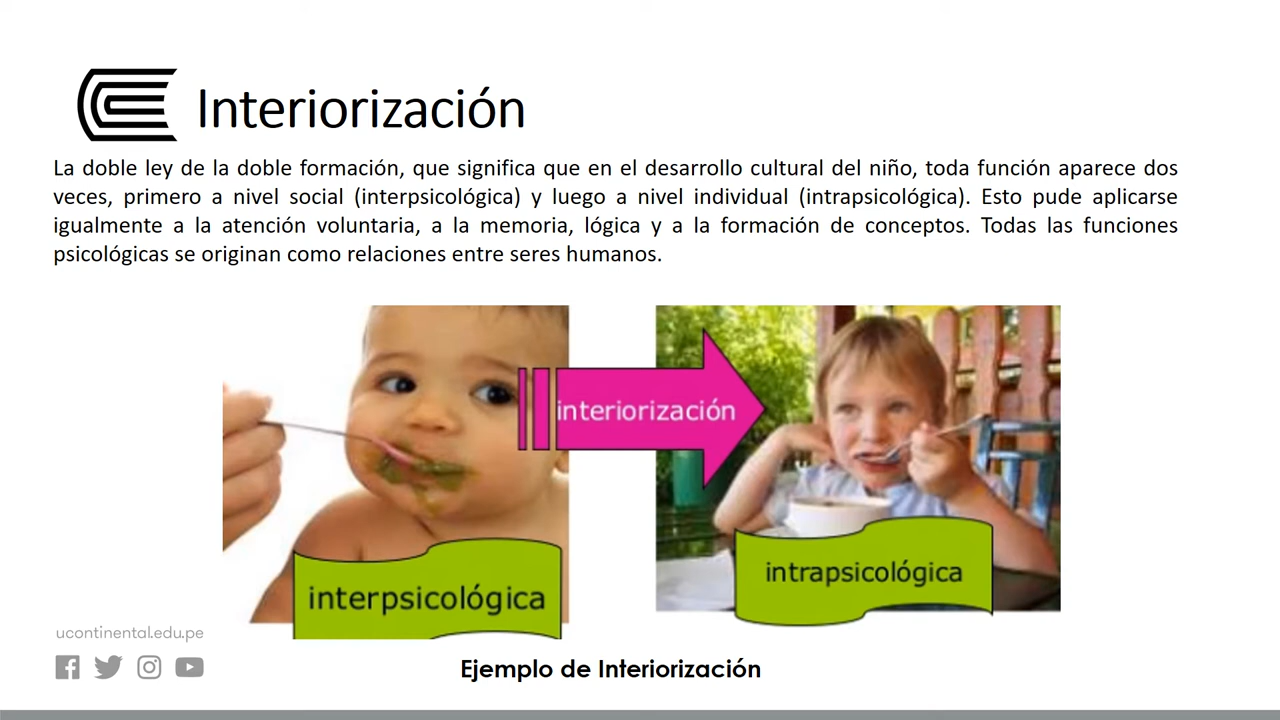 Interiorización
La doble ley de la doble formación, que significa que en el desarrollo cultural del niño, toda función aparece dos
veces, primero a nivel social (interpsicológica) y luego a nivel individual (intrapsicológica). Esto pude aplicarse
igualmente a la atención voluntaria, a la memoria, lógica y a la formación de conceptos. Todas las funciones
psicológicas se originan como relaciones entre seres humanos.
interiorización
interpsicológica
intrapsicológica
ucontinental.edu.pe
Ejemplo de Interiorización